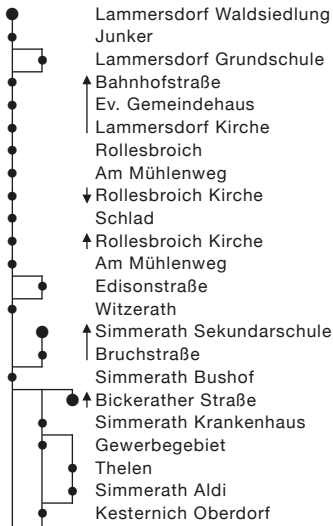 Lammersdorf Waldsiedlung
Junker
Lammersdorf Grundschule
Bahnhofstraße
Ev. Gemeindehaus
Lammersdorf Kirche
Rollesbroich
Am Mühlenweg
Rollesbroich Kirche
Schlad
Rollesbroich Kirche
Am Mühlenweg
Edisonstraße
Witzerath
Simmerath Sekundarschule
Bruchstraße
Simmerath Bushof
Bickerather Straße
Simmerath Krankenhaus
Gewerbegebiet
Thelen
Simmerath Aldi
Kesternich Oberdorf